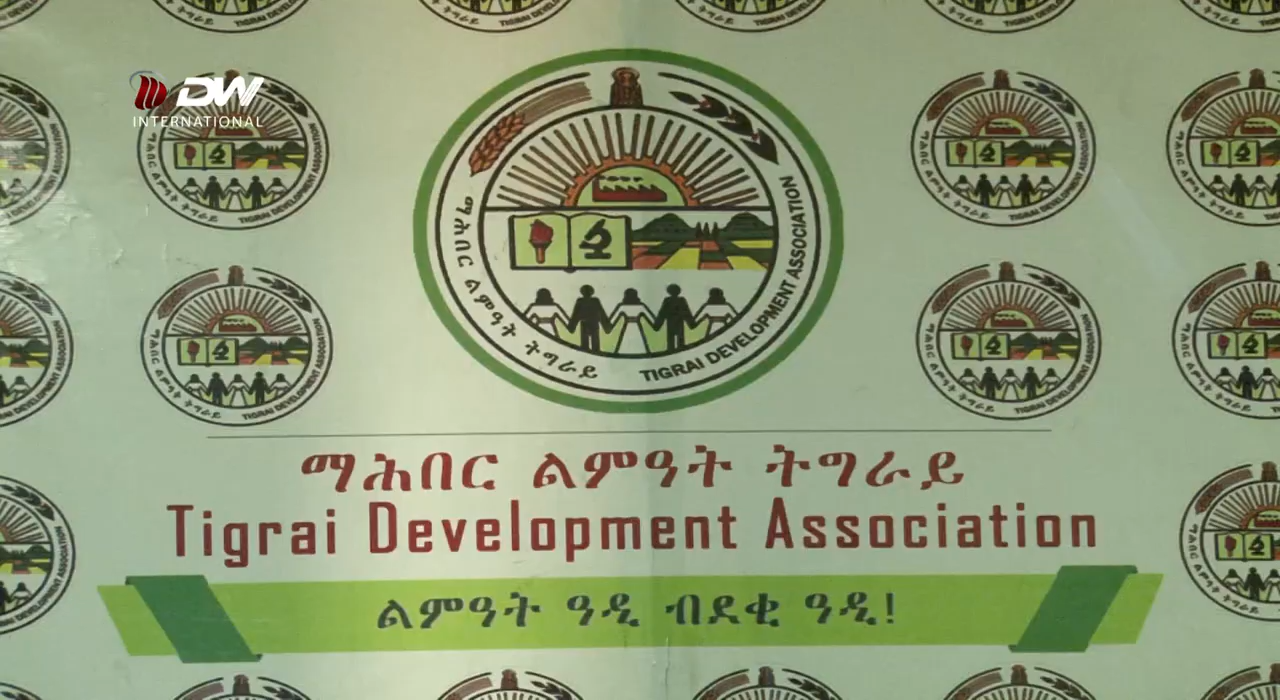 DW
INTERNATIONAL
ማሕበር ልምዓት ትግራይ
TIGRAI DEVELOPMENT ASSOCIATION
ማሕበር ልምዓት ትግራይ
Tigrai Development Association
ልምዓት ዓዲ ብደቂ ዓዲ!